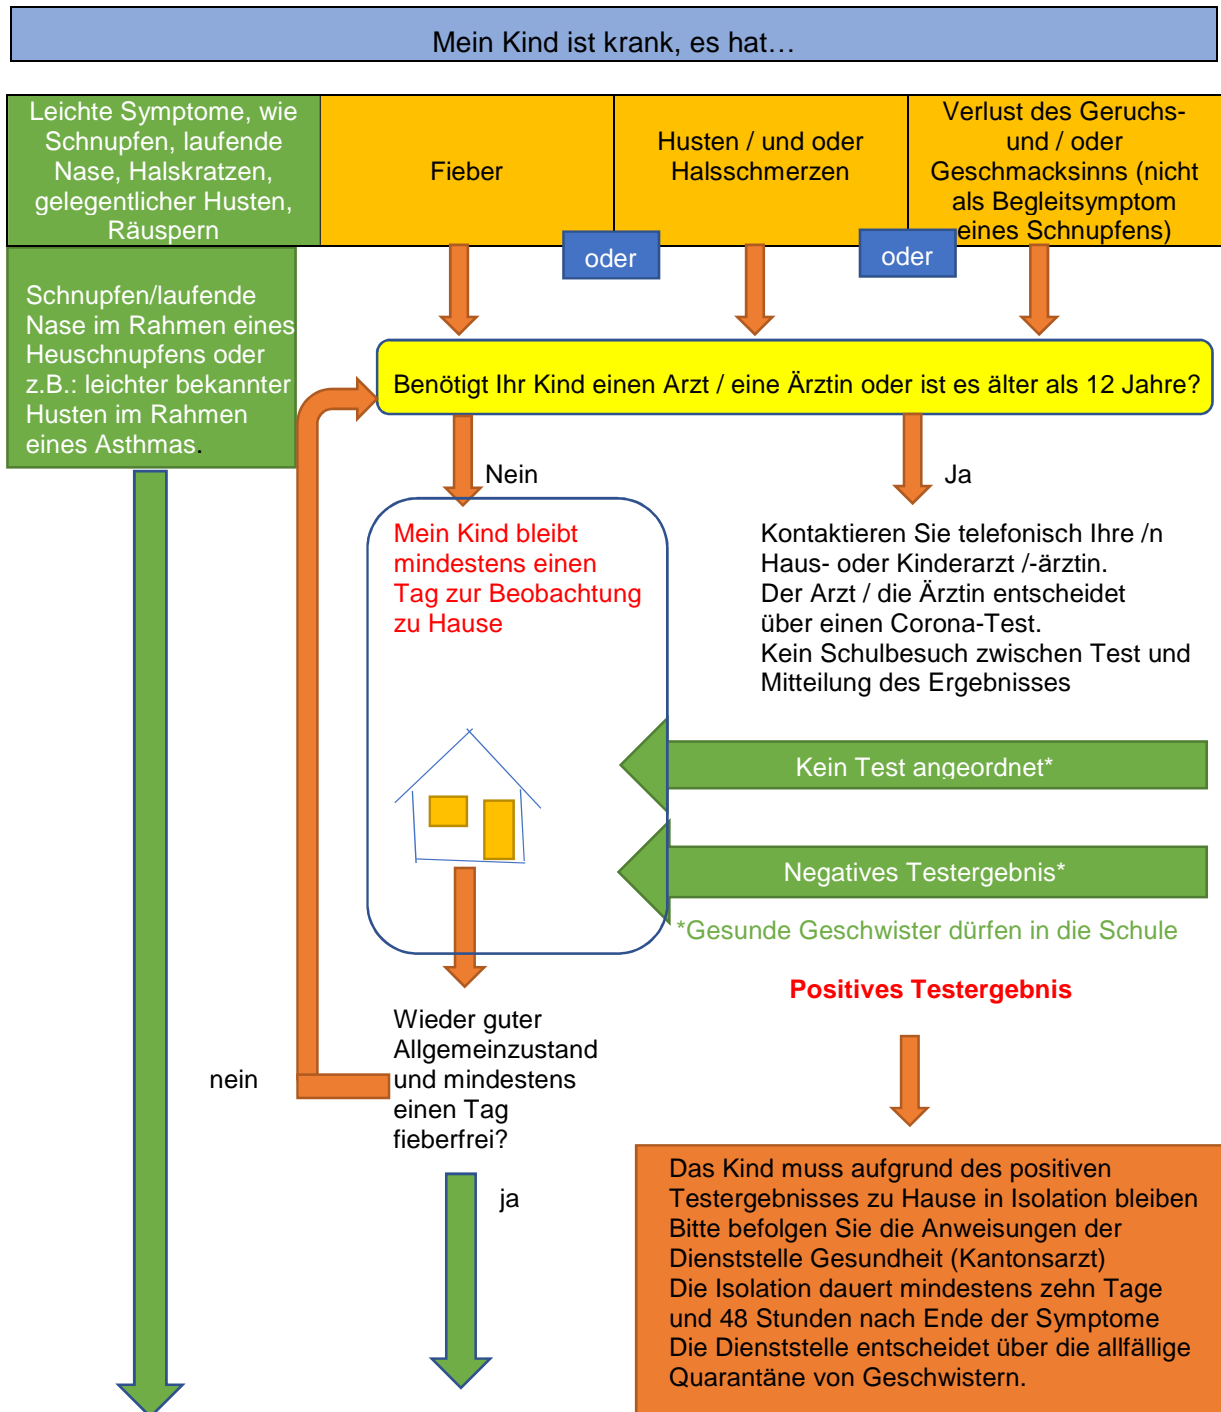 Mein Kind ist krank, es hat…
Leichte Symptome, wie
Schnupfen, laufende
Nase, Halskratzen,
gelegentlicher Husten,
Räuspern
Fieber
Husten / und oder
Halsschmerzen
Verlust des Geruchs-
und / oder
Geschmacksinns (nicht
als Begleitsymptom
eines Schnupfens)
oder
oder
Schnupfen/laufende
Nase im Rahmen eines
Heuschnupfens oder
z.B.: leichter bekannter
Husten im Rahmen
eines Asthmas.
Benötigt Ihr Kind einen Arzt / eine Ärztin oder ist es älter als 12 Jahre?
Nein
Ja
Mein Kind bleibt
mindestens einen
Tag zur Beobachtung
zu Hause
Kontaktieren Sie telefonisch Ihre /n
Haus- oder Kinderarzt /-ärztin.
Der Arzt / die Ärztin entscheidet
über einen Corona-Test.
Kein Schulbesuch zwischen Test und
Mitteilung des Ergebnisses
Kein Test angeordnet*
Negatives Testergebnis*
*Gesunde Geschwister dürfen in die Schule
Positives Testergebnis
Wieder guter
Allgemeinzustand
und mindestens
einen Tag
fieberfrei?
nein
ja
Das Kind muss aufgrund des positiven
Testergebnisses zu Hause in Isolation bleiben
Bitte befolgen Sie die Anweisungen der
Dienststelle Gesundheit (Kantonsarzt)
Die Isolation dauert mindestens zehn Tage
und 48 Stunden nach Ende der Symptome
Die Dienststelle entscheidet über die allfällige
Quarantäne von Geschwistern.